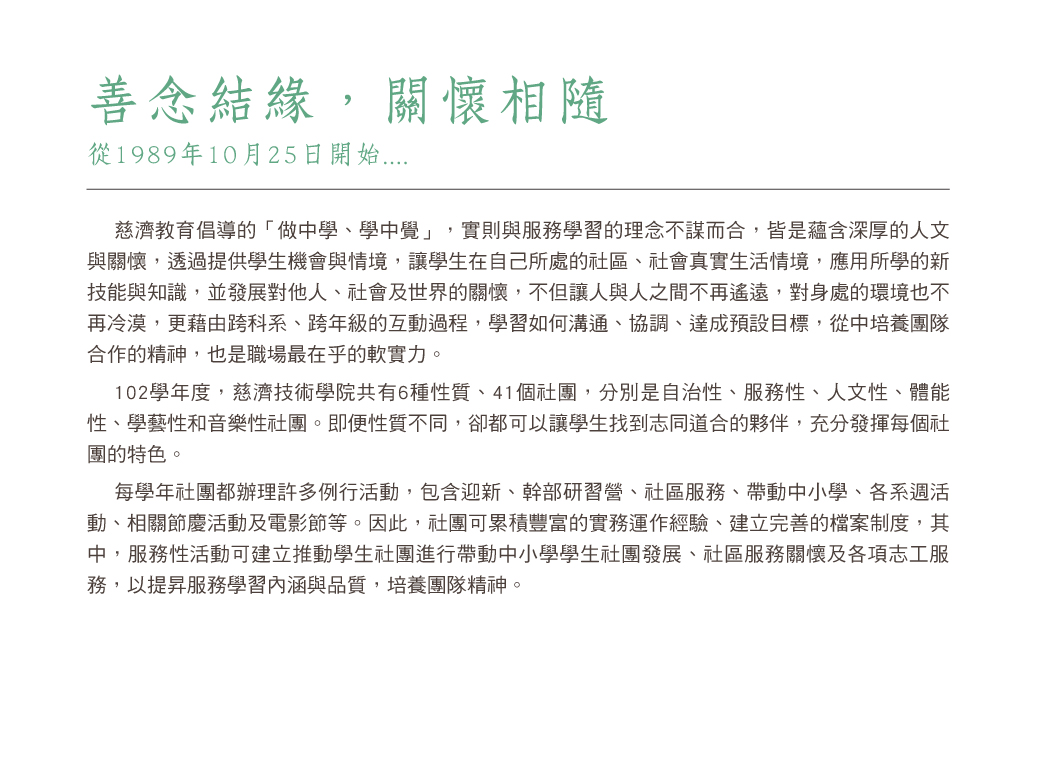 善念結緣，關懷相隨
從1989年10月25日開始....
慈濟教育倡導的「做中學、學中覺」，實則與服務學習的理念不謀而合，皆是蘊含深厚的人文
與關懷，透過提供學生機會與情境，讓學生在自己所處的社區、社會真實生活情境，應用所學的新
技能與知識，並發展對他人、社會及世界的關懷，不但讓人與人之間不再遙遠，對身處的環境也不
再冷漠，更藉由跨科系、跨年級的互動過程，學習如何溝通、協調、達成預設目標，從中培養團隊
合作的精神，也是職場最在乎的軟實力。
102學年度，慈濟技術學院共有6種性質、41個社團，分別是自治性、服務性、人文性、體能
性、學藝性和音樂性社團。即便性質不同，卻都可以讓學生找到志同道合的夥伴，充分發揮每個社
團的特色。
每學年社團都辦理許多例行活動，包含迎新、幹部研習營、社區服務、帶動中小學、各系週活
動、相關節慶活動及電影節等。因此，社團可累積豐富的實務運作經驗、建立完善的檔案制度，其
中，服務性活動可建立推動學生社團進行帶動中小學學生社團發展、社區服務關懷及各項志工服
務，以提昇服務學習內涵與品質，培養團隊精神。